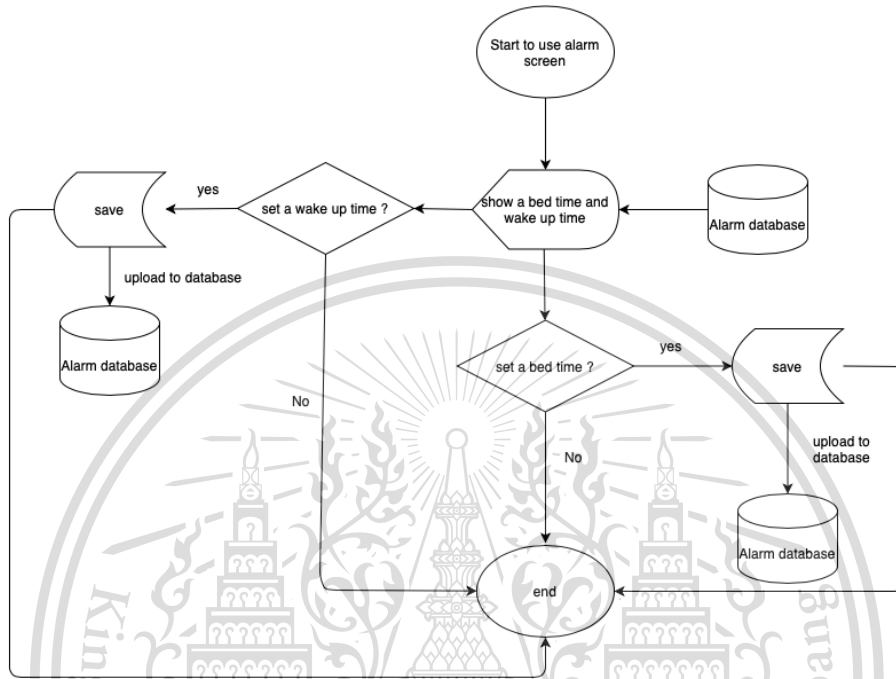 Start to use alarm
screen
show a bed time and
wake up time
Alarm database
set a wake up time ?
yes
save
upload to database
Alarm database
No
set a bed time ?
yes
save
upload to
database
Alarm database
No
end